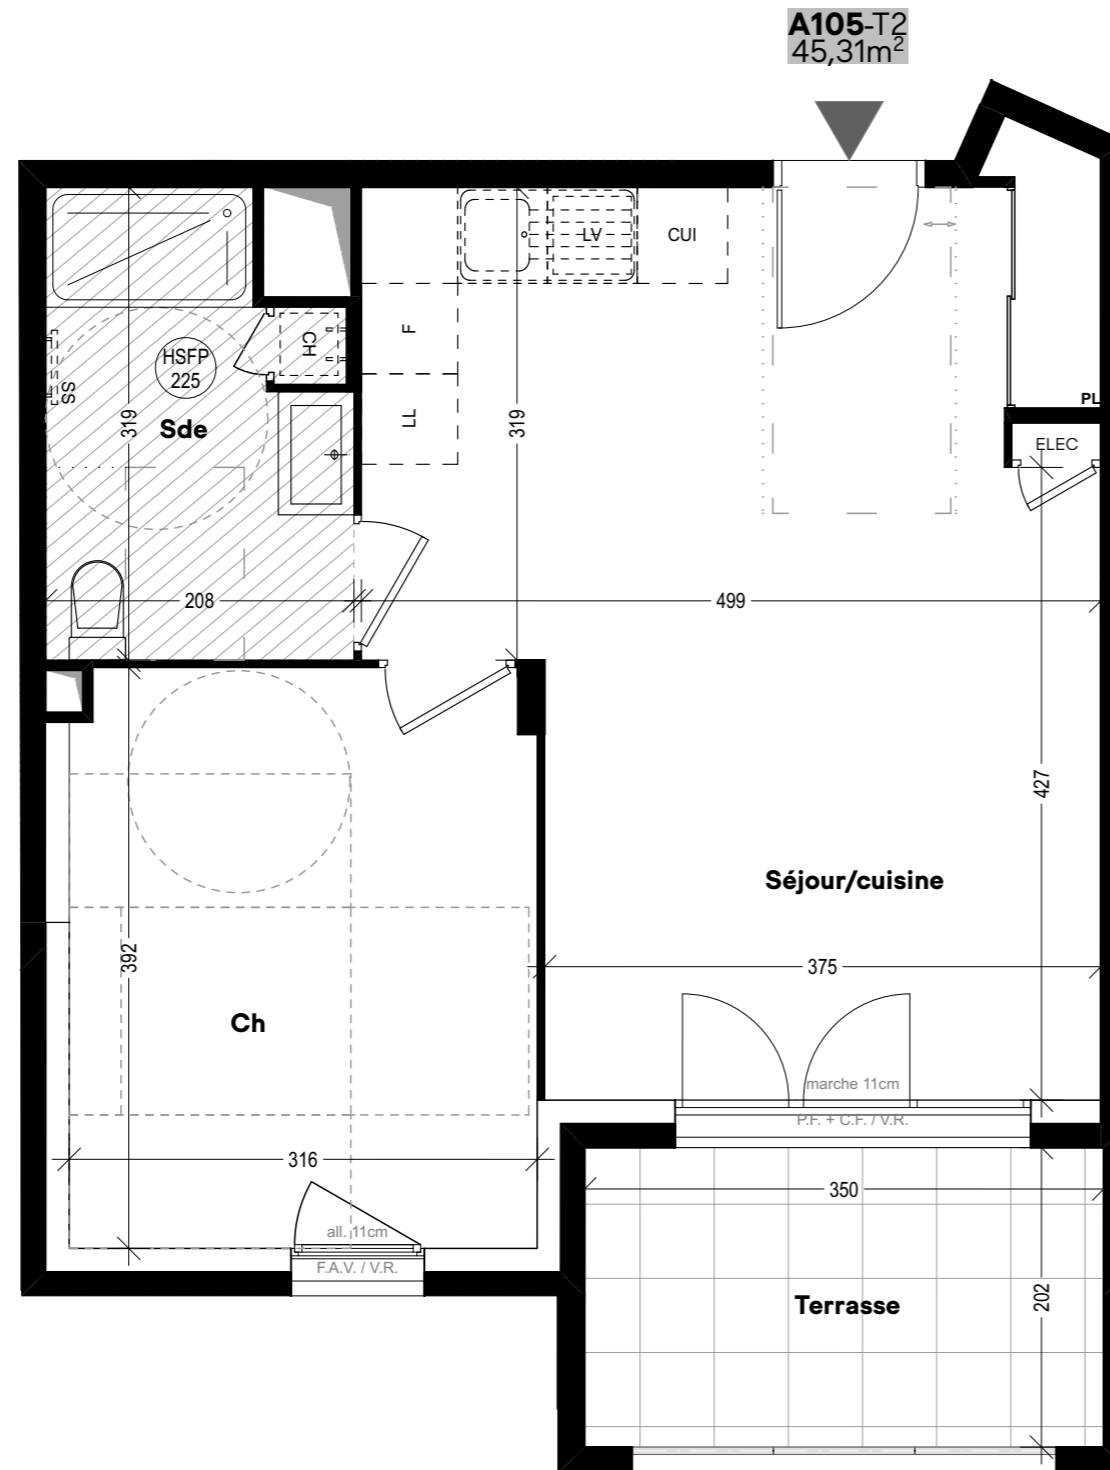 A105-T2
45,31m²
LV
CUI
F
CH
HSFP
225
SS
319
Sde
LL
319
PL
ELEC
208
499
427
Séjour/cuisine
392
375
Ch
marche 11cm
P.F. + C.F. / V.R.
316
350
all. 11cm
F.A.V. / V.R.
Terrasse
202